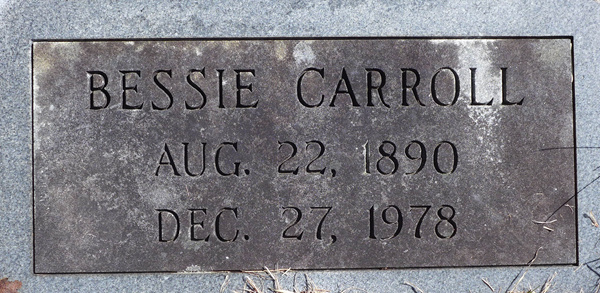 BESSIE CARROLL
AUG. 22, 1890
DEC. 27, 1978